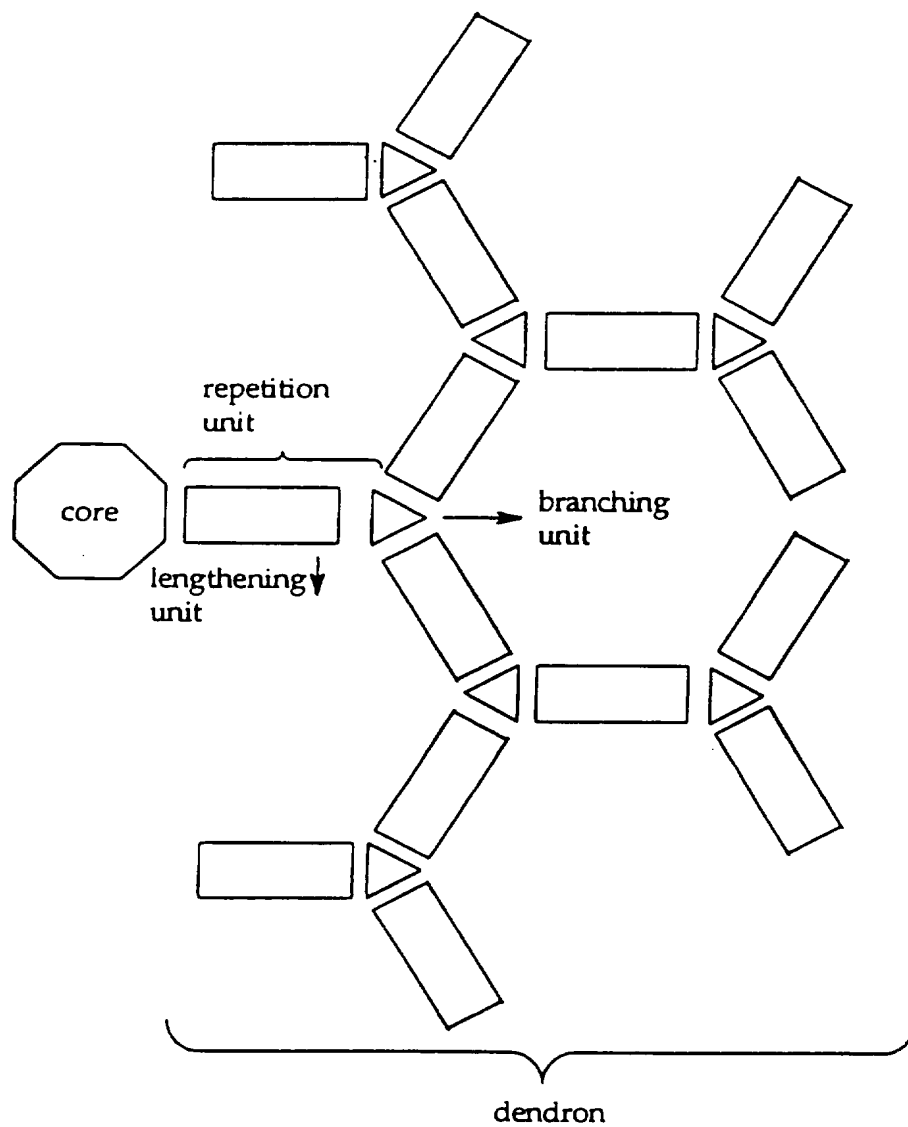 repetition
unit
core
branching
unit
lengthening
unit
dendron